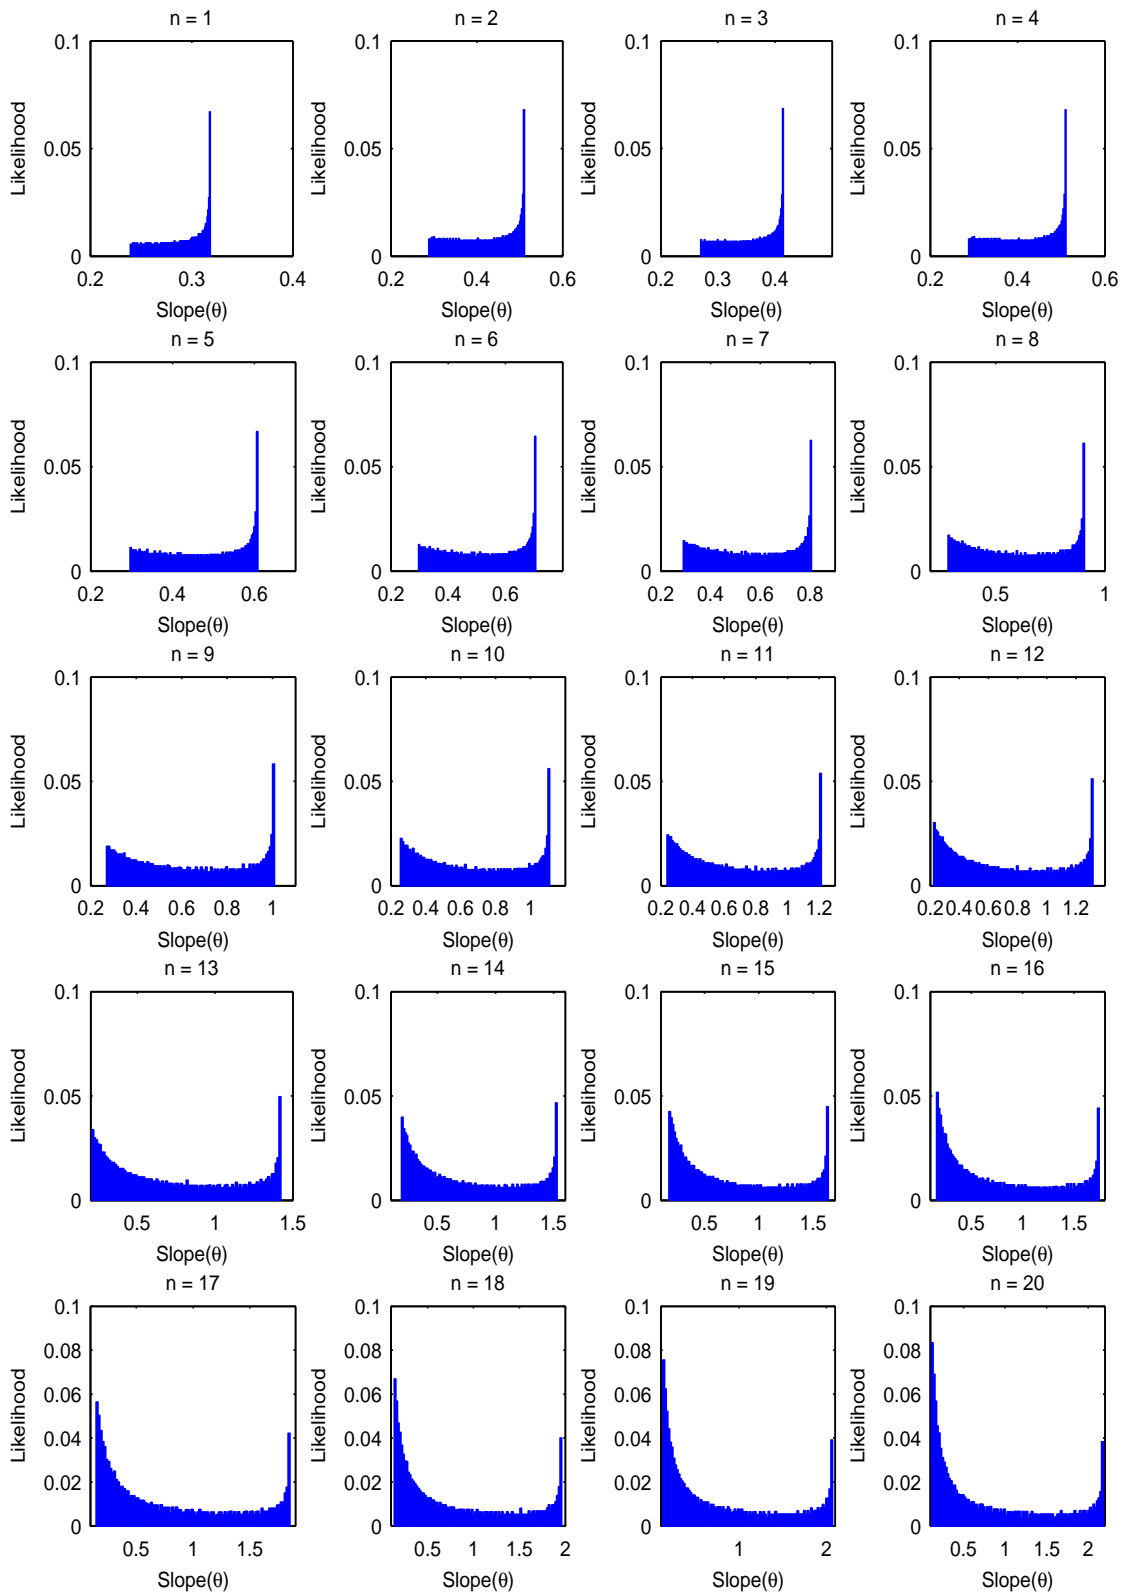 n = 1
n = 2
n = 3
n = 4
0.1
0.05
0
Likelihood
0.2 0.3 0.4
Slope(θ)
0.1
0.05
0
Likelihood
0.2 0.4 0.6
Slope(θ)
0.1
0.05
0
Likelihood
0.2 0.3 0.4
Slope(θ)
0.1
0.05
0
Likelihood
0.2 0.4 0.6
Slope(θ)
n = 5
n = 6
n = 7
n = 8
0.1
0.05
0
Likelihood
0.2 0.4 0.6
Slope(θ)
0.1
0.05
0
Likelihood
0.2 0.4 0.6
Slope(θ)
0.1
0.05
0
Likelihood
0.2 0.4 0.6 0.8
Slope(θ)
0.1
0.05
0
Likelihood
0.5 1
Slope(θ)
n = 9
n = 10
n = 11
n = 12
0.1
0.05
0
Likelihood
0.2 0.4 0.6 0.8 1
Slope(θ)
0.1
0.05
0
Likelihood
0.2 0.4 0.6 0.8 1
Slope(θ)
0.1
0.05
0
Likelihood
0.2 0.4 0.6 0.8 1 1.2
Slope(θ)
0.1
0.05
0
Likelihood
0.2 0.4 0.6 0.8 1 1.2
Slope(θ)
n = 13
n = 14
n = 15
n = 16
0.1
0.05
0
Likelihood
0.5 1 1.5
Slope(θ)
0.1
0.05
0
Likelihood
0.5 1 1.5
Slope(θ)
0.1
0.05
0
Likelihood
0.5 1 1.5
Slope(θ)
0.1
0.05
0
Likelihood
0.5 1 1.5
Slope(θ)
n = 17
n = 18
n = 19
n = 20
0.1
0.08
0.06
0.04
0.02
0
Likelihood
0.5 1 1.5
Slope(θ)
0.1
0.08
0.06
0.04
0.02
0
Likelihood
0.5 1 1.5 2
Slope(θ)
0.1
0.08
0.06
0.04
0.02
0
Likelihood
1 2
Slope(θ)
0.1
0.08
0.06
0.04
0.02
0
Likelihood
0.5 1 1.5 2
Slope(θ)